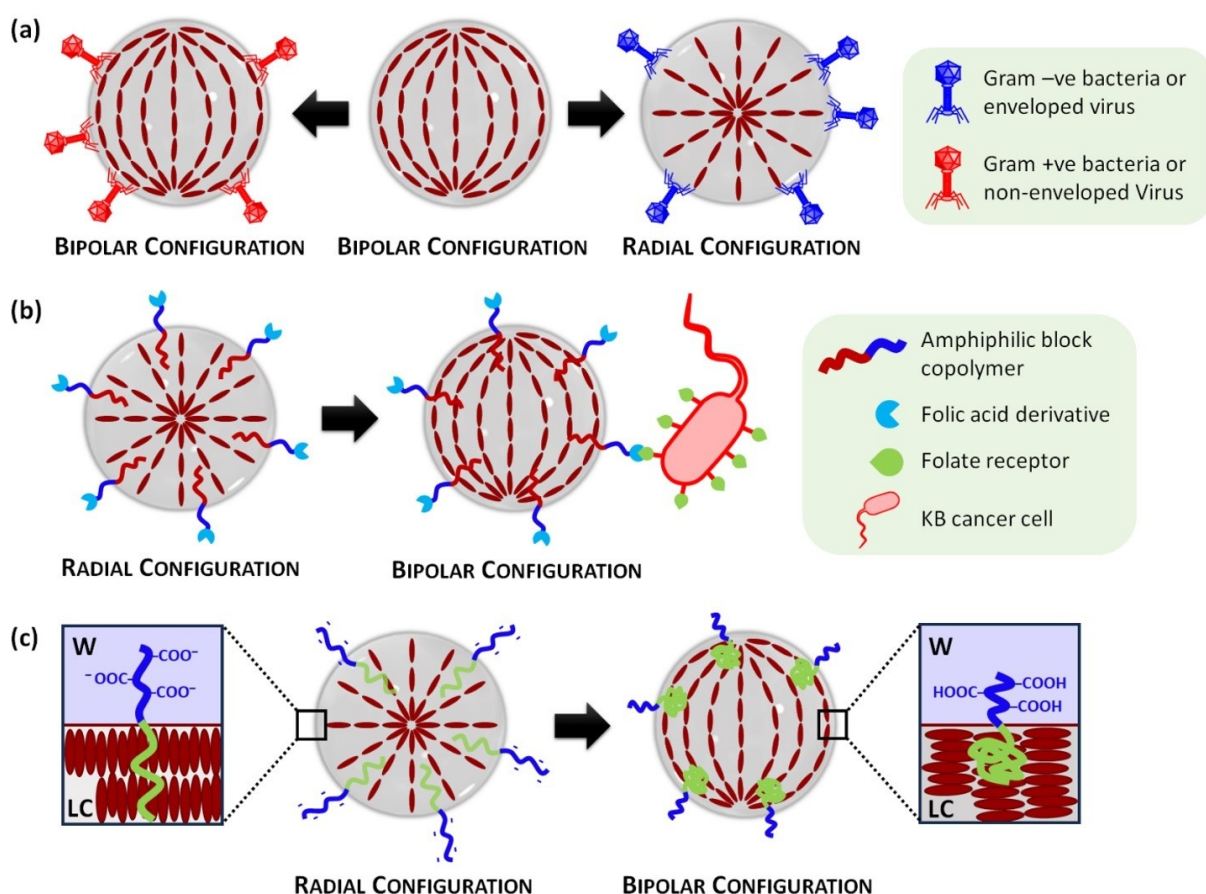 (a)
Gram –ve bacteria or
enveloped virus
Gram +ve bacteria or
non-enveloped Virus
BIPOLAR CONFIGURATION
BIPOLAR CONFIGURATION
RADIAL CONFIGURATION
(b)
Amphiphilic block
copolymer
Folic acid derivative
Folate receptor
KB cancer cell
RADIAL CONFIGURATION
BIPOLAR CONFIGURATION
(c)
W
–COO⁻
⁻OOC–
–COO⁻
LC
W
–COOH
HOOC–
–COOH
LC
RADIAL CONFIGURATION
BIPOLAR CONFIGURATION